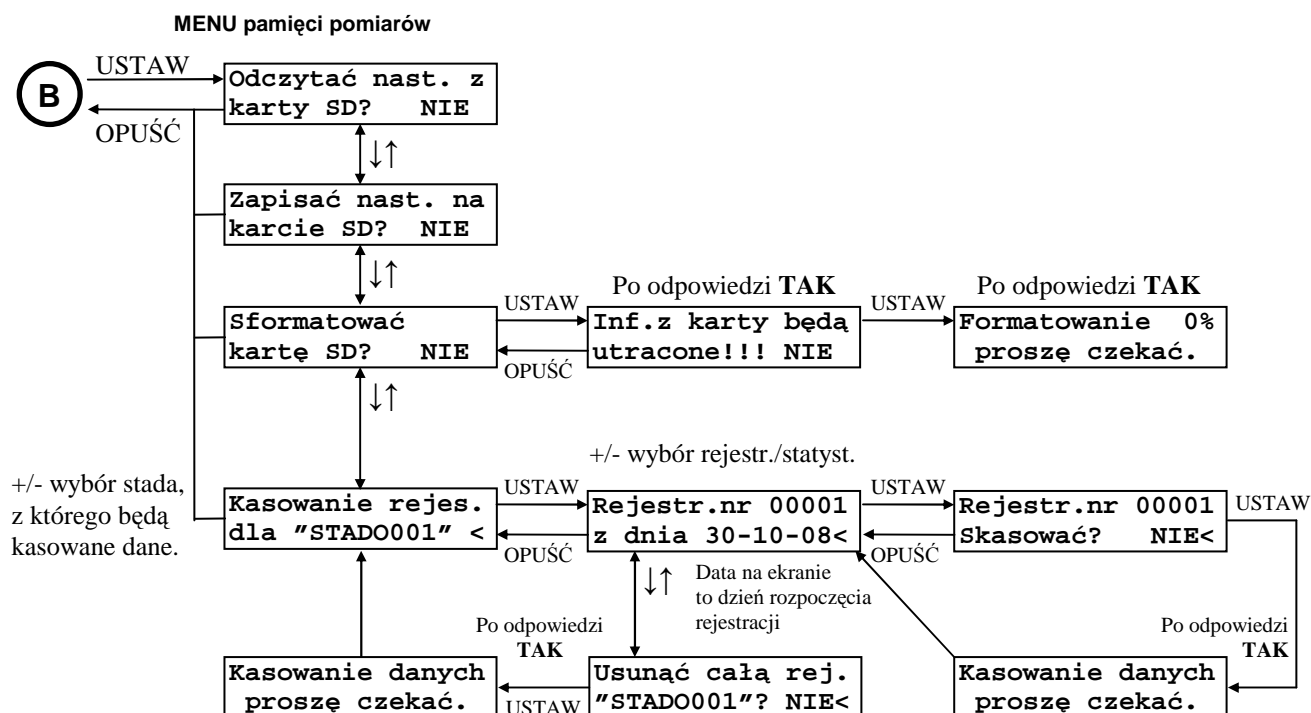 MENU pamięci pomiarów
B
USTAW
OPUŚĆ
Odczytać nast. z
karty SD? NIE
↓↑
Zapisać nast. na
karcie SD? NIE
↓↑
Po odpowiedzi TAK
Po odpowiedzi TAK
Sformatować
kartę SD? NIE
USTAW
OPUŚĆ
Inf.z karty będą
utracone!!! NIE
USTAW
Formatowanie 0%
proszę czekać.
↓↑
+/- wybór rejestr./statyst.
+/- wybór stada,
z którego będą
kasowane dane.
Kasowanie rejes.
dla "STADO001" <
USTAW
OPUŚĆ
Rejestr.nr 00001
z dnia 30-10-08<
USTAW
OPUŚĆ
Rejestr.nr 00001
Skasować? NIE<
USTAW
↓↑
Data na ekranie
to dzień rozpoczęcia
rejestracji
Po odpowiedzi
TAK
Po odpowiedzi
TAK
Kasowanie danych
proszę czekać.
USTAW
Usunąć całą rej.
"STADO001"? NIE<
Kasowanie danych
proszę czekać.